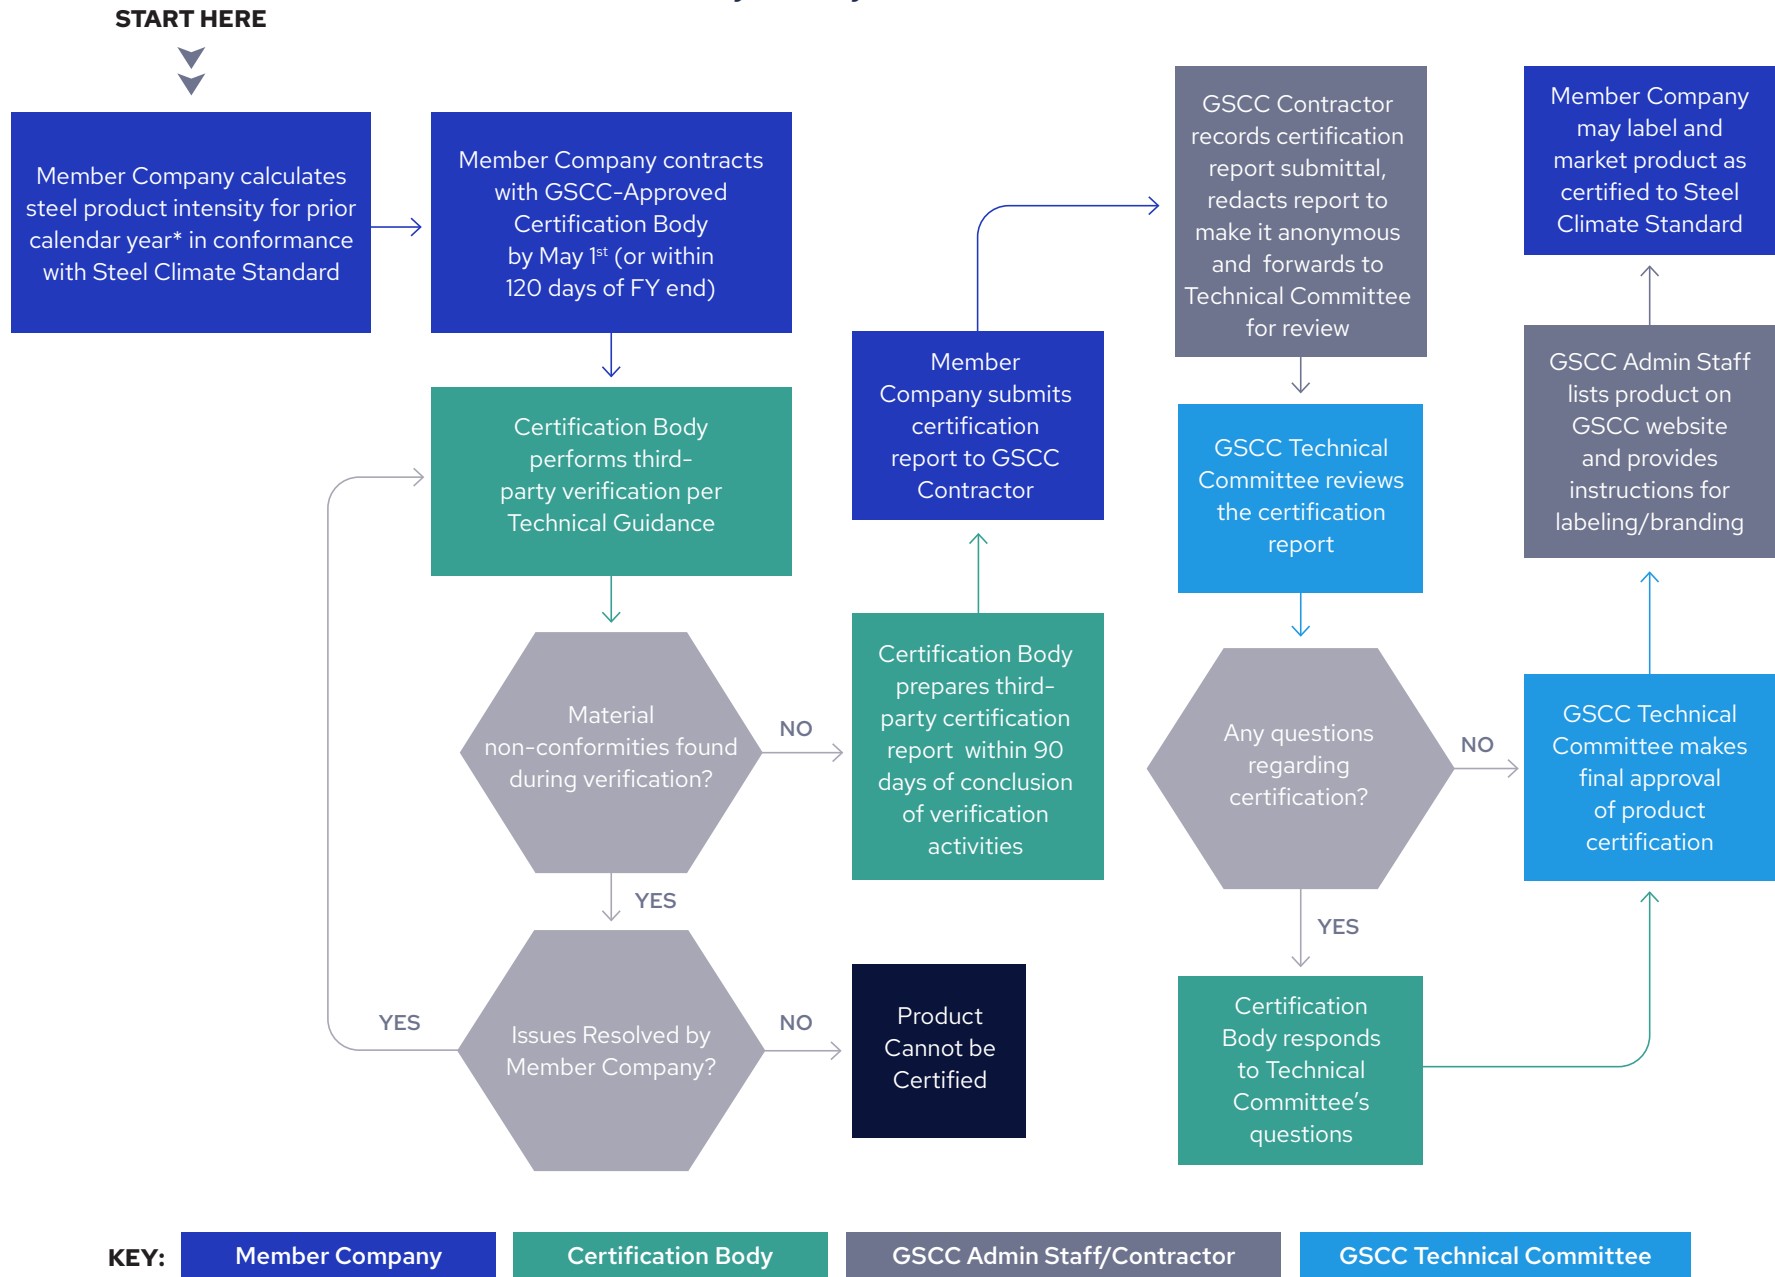 START HERE
Member Company calculates
steel product intensity for prior
calendar year* in conformance
with Steel Climate Standard
Member Company contracts
with GSCC-Approved
Certification Body
by May 1st (or within
120 days of FY end)
Certification Body
performs third-
party verification per
Technical Guidance
Material
non-conformities found
during verification?
NO
YES
Issues Resolved by
Member Company?
YES
NO
Product
Cannot be
Certified
Certification Body
prepares third-
party certification
report within 90
days of conclusion
of verification
activities
Member
Company submits
certification
report to GSCC
Contractor
GSCC Contractor
records certification
report submittal,
redacts report to
make it anonymous
and forwards to
Technical Committee
for review
GSCC Technical
Committee reviews
the certification
report
Any questions
regarding
certification?
NO
YES
Certification
Body responds
to Technical
Committee’s
questions
GSCC Technical
Committee makes
final approval
of product
certification
GSCC Admin Staff
lists product on
GSCC website
and provides
instructions for
labeling/branding
Member Company
may label and
market product as
certified to Steel
Climate Standard
KEY:
Member Company
Certification Body
GSCC Admin Staff/Contractor
GSCC Technical Committee